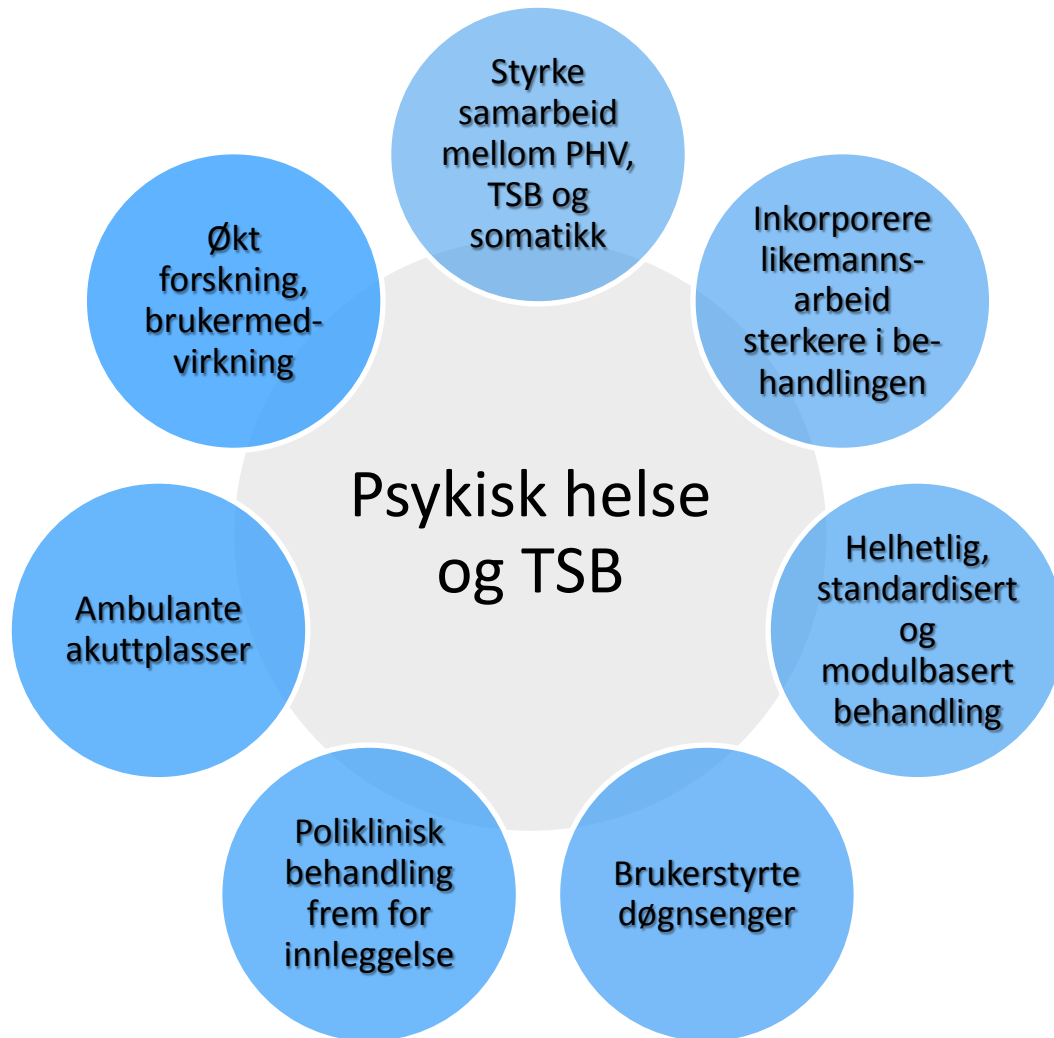 Styrke
samarbeid
mellom PHV,
TSB og
somatikk
Inkorporere
likemanns-
arbeid
sterkere i be-
handlingen
Helhetlig,
standardisert
og
modulbasert
behandling
Brukerstyrte
døgnsenger
Poliklinisk
behandling
frem for
innleggelse
Ambulante
akuttplasser
Økt
forskning,
brukermed-
virkning
Psykisk helse
og TSB